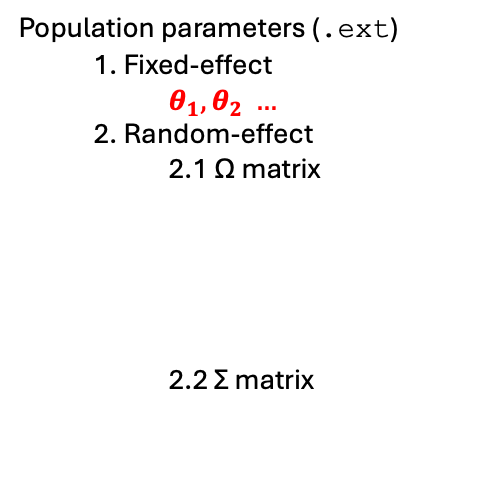 Population parameters (.ext)
1. Fixed-effect
θ₁, θ₂ ...
2. Random-effect
2.1 Ω matrix
2.2 Σ matrix